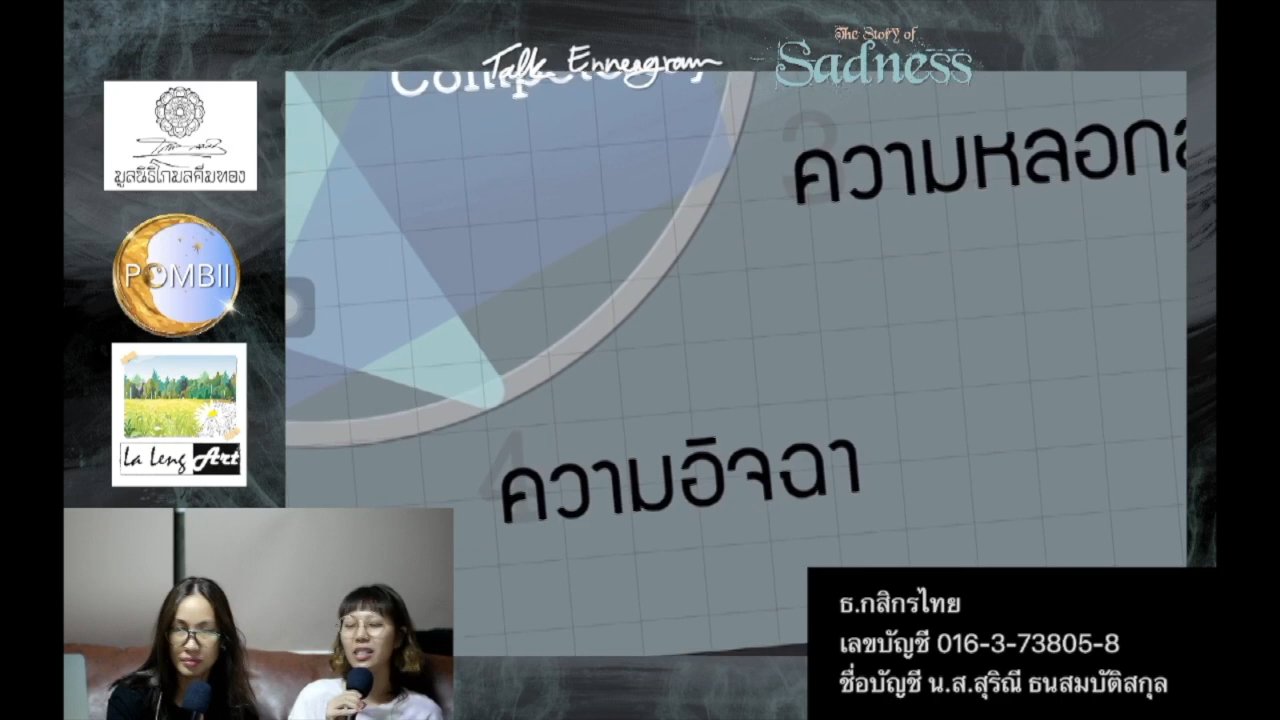 Talk Enneagram
The Story of
Sadness
มูลนิธิโกมลคีมทอง
POMBII
La Leng Art
3
ความหลอก
4
ความอิจฉา
ธ.กสิกรไทย
เลขบัญชี 016-3-73805-8
ชื่อบัญชี น.ส.สุริณี ธนสมบัติสกุล